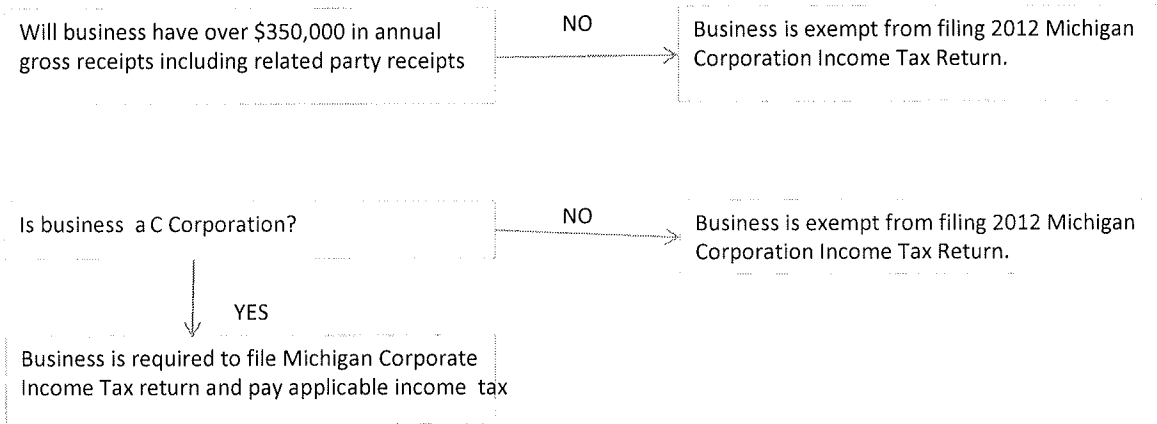 Will business have over $350,000 in annual
gross receipts including related party receipts
NO
Business is exempt from filing 2012 Michigan
Corporation Income Tax Return.
Is business a C Corporation?
NO
Business is exempt from filing 2012 Michigan
Corporation Income Tax Return.
YES
Business is required to file Michigan Corporate
Income Tax return and pay applicable income tax